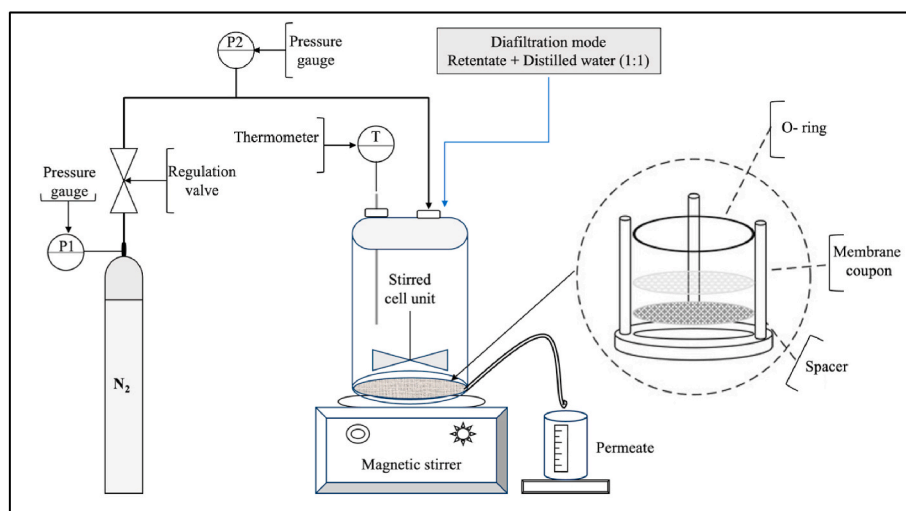 P2
Pressure
gauge
Diafiltration mode
Retentate + Distilled water (1:1)
Thermometer
T
O- ring
Pressure
gauge
Regulation
valve
P1
Membrane
coupon
Stirred
cell unit
Spacer
N2
Permeate
Magnetic stirrer